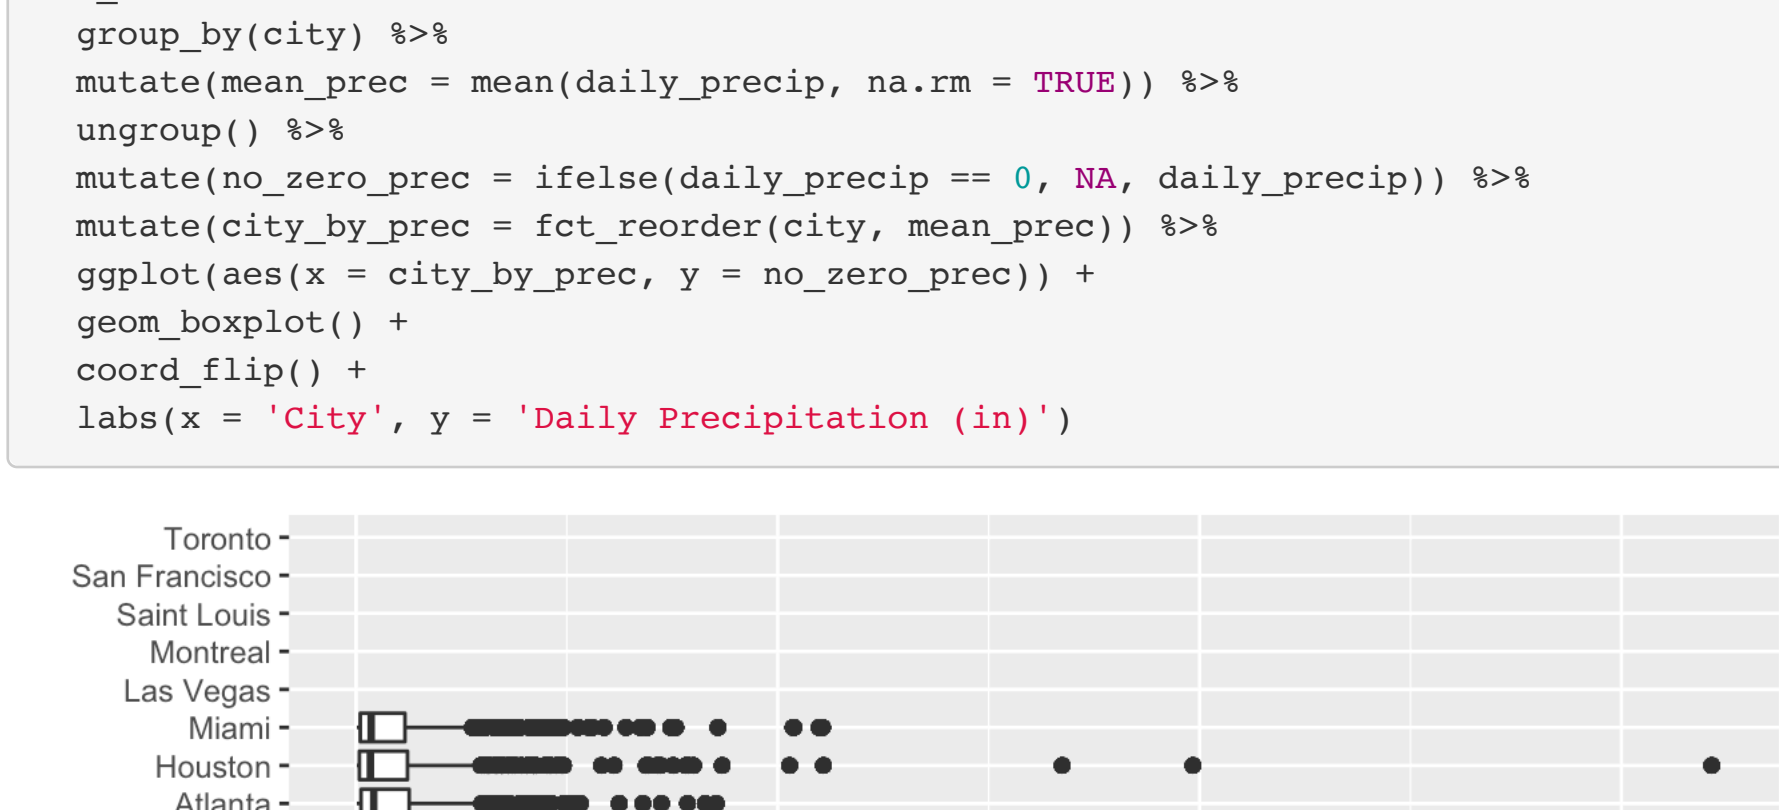 group_by(city) %>%
mutate(mean_prec = mean(daily_precip, na.rm = TRUE)) %>%
ungroup() %>%
mutate(no_zero_prec = ifelse(daily_precip == 0, NA, daily_precip)) %>%
mutate(city_by_prec = fct_reorder(city, mean_prec)) %>%
ggplot(aes(x = city_by_prec, y = no_zero_prec)) +
geom_boxplot() +
coord_flip() +
labs(x = 'City', y = 'Daily Precipitation (in)')
Toronto
San Francisco
Saint Louis
Montreal
Las Vegas
Miami
Houston
Atlanta